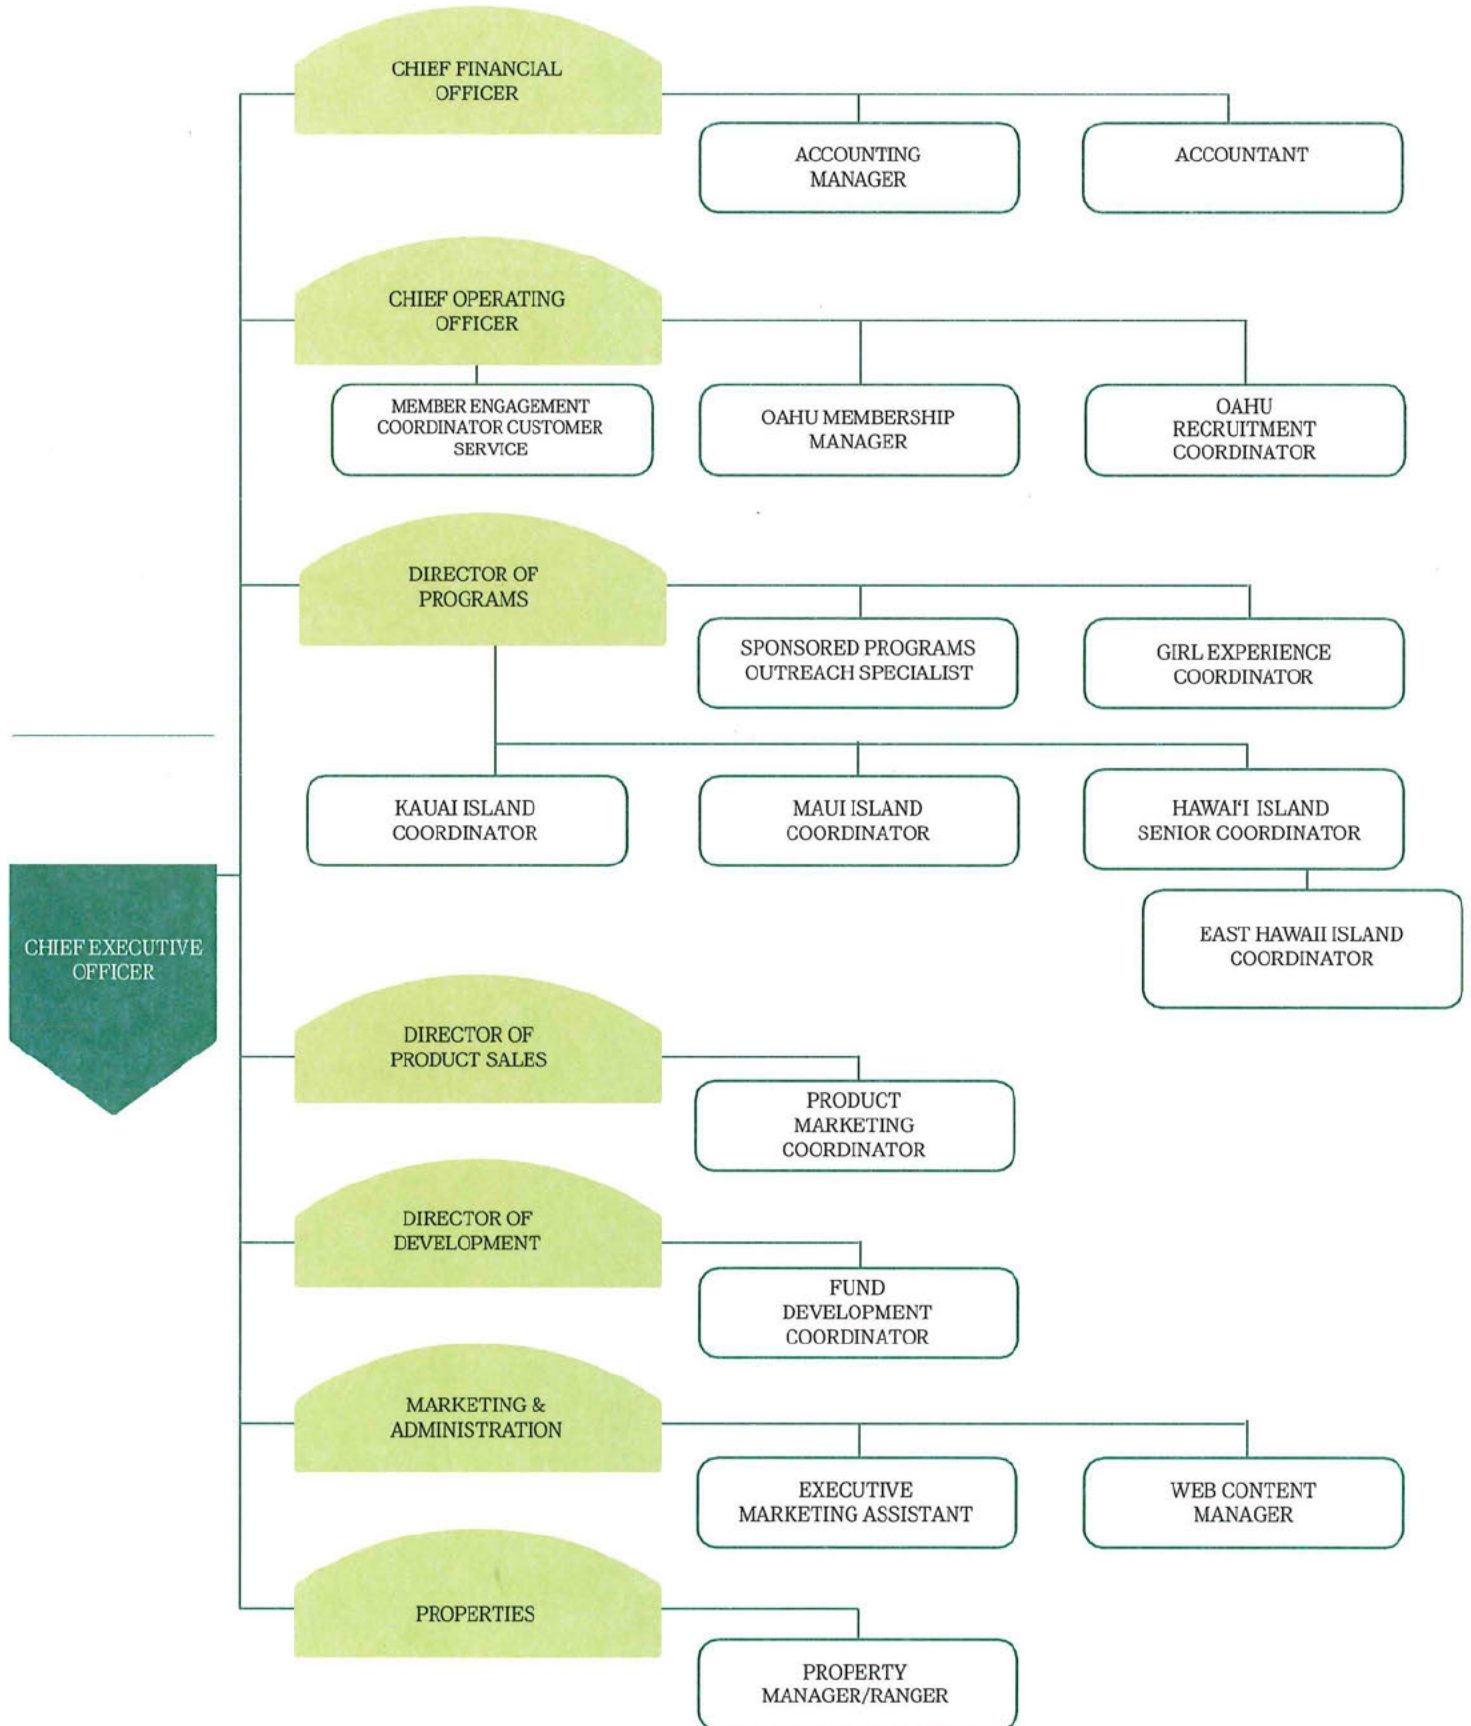 CHIEF FINANCIAL
OFFICER
ACCOUNTING
MANAGER
ACCOUNTANT
CHIEF OPERATING
OFFICER
MEMBER ENGAGEMENT
COORDINATOR CUSTOMER
SERVICE
OAHU MEMBERSHIP
MANAGER
OAHU
RECRUITMENT
COORDINATOR
DIRECTOR OF
PROGRAMS
SPONSORED PROGRAMS
OUTREACH SPECIALIST
GIRL EXPERIENCE
COORDINATOR
KAUAI ISLAND
COORDINATOR
MAUI ISLAND
COORDINATOR
HAWAI‘I ISLAND
SENIOR COORDINATOR
EAST HAWAII ISLAND
COORDINATOR
CHIEF EXECUTIVE
OFFICER
DIRECTOR OF
PRODUCT SALES
PRODUCT
MARKETING
COORDINATOR
DIRECTOR OF
DEVELOPMENT
FUND
DEVELOPMENT
COORDINATOR
MARKETING &
ADMINISTRATION
EXECUTIVE
MARKETING ASSISTANT
WEB CONTENT
MANAGER
PROPERTIES
PROPERTY
MANAGER/RANGER